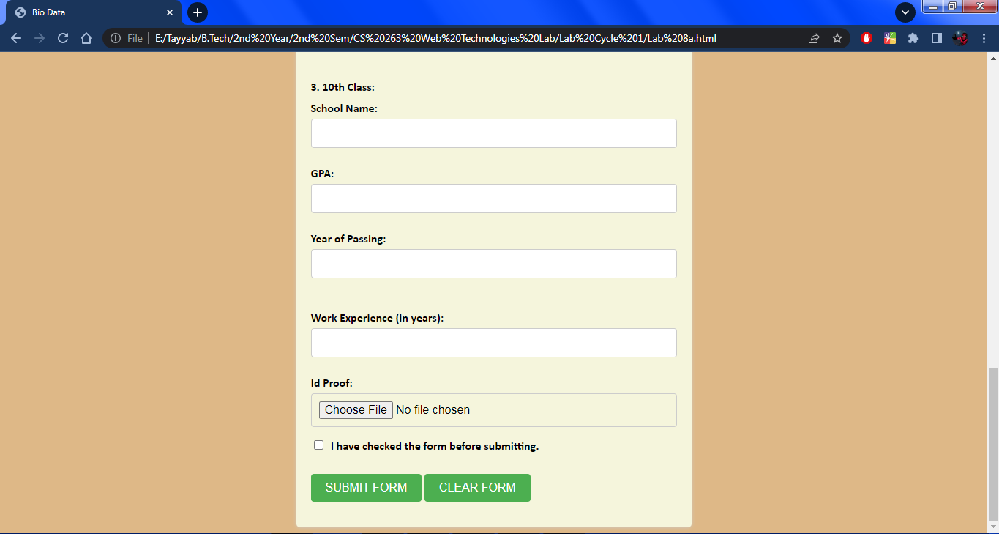 Bio Data
File
E:/Tayyab/B.Tech/2nd%20Year/2nd%20Sem/CS%20263%20Web%20Technologies%20Lab/Lab%20Cycle%201/Lab%208a.html
3. 10th Class:
School Name:
GPA:
Year of Passing:
Work Experience (in years):
Id Proof:
Choose File No file chosen
I have checked the form before submitting.
SUBMIT FORM CLEAR FORM